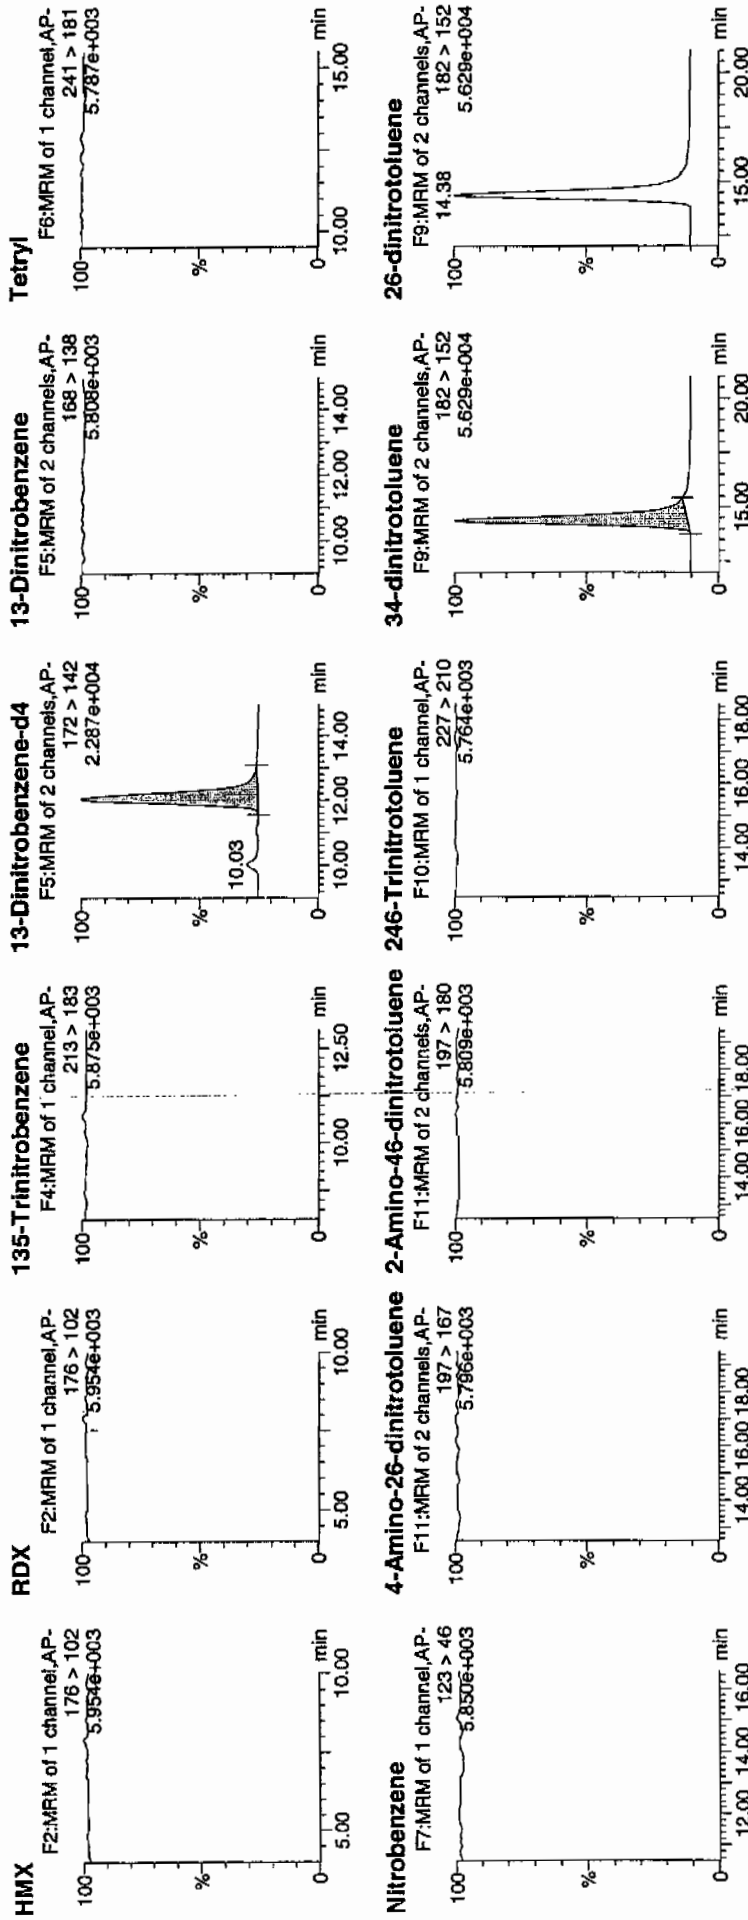 HMX
F2:MRM of 1 channel,AP-
176 > 102
5.954e+003
100
%
0
5.00
10.00
min
RDX
F2:MRM of 1 channel,AP-
176 > 102
5.954e+003
100
%
0
5.00
10.00
min
135-Trinitrobenzene
F4:MRM of 1 channel,AP-
213 > 183
5.875e+003
100
%
0
10.00
12.50
min
13-Dinitrobenzene-d4
F5:MRM of 2 channels,AP-
172 > 142
2.287e+004
100
10.03
%
0
10.00
12.00
14.00
min
13-Dinitrobenzene
F5:MRM of 2 channels,AP-
168 > 138
5.808e+003
100
%
0
10.00
12.00
14.00
min
Tetryl
F6:MRM of 1 channel,AP-
241 > 181
5.787e+003
100
%
0
10.00
15.00
min
Nitrobenzene
F7:MRM of 1 channel,AP-
123 > 46
5.850e+003
100
%
0
12.00
14.00
16.00
min
4-Amino-26-dinitrotoluene
F11:MRM of 2 channels,AP-
197 > 167
5.796e+003
100
%
0
14.00
16.00
18.00
min
2-Amino-46-dinitrotoluene
F11:MRM of 2 channels,AP-
197 > 180
5.809e+003
100
%
0
14.00
16.00
18.00
min
246-Trinitrotoluene
F10:MRM of 1 channel,AP-
227 > 210
5.764e+003
100
%
0
14.00
16.00
18.00
min
34-dinitrotoluene
F9:MRM of 2 channels,AP-
182 > 152
5.629e+004
100
%
0
15.00
20.00
min
26-dinitrotoluene
F9:MRM of 2 channels,AP-
14.38
182 > 152
5.629e+004
100
%
0
15.00
20.00
min